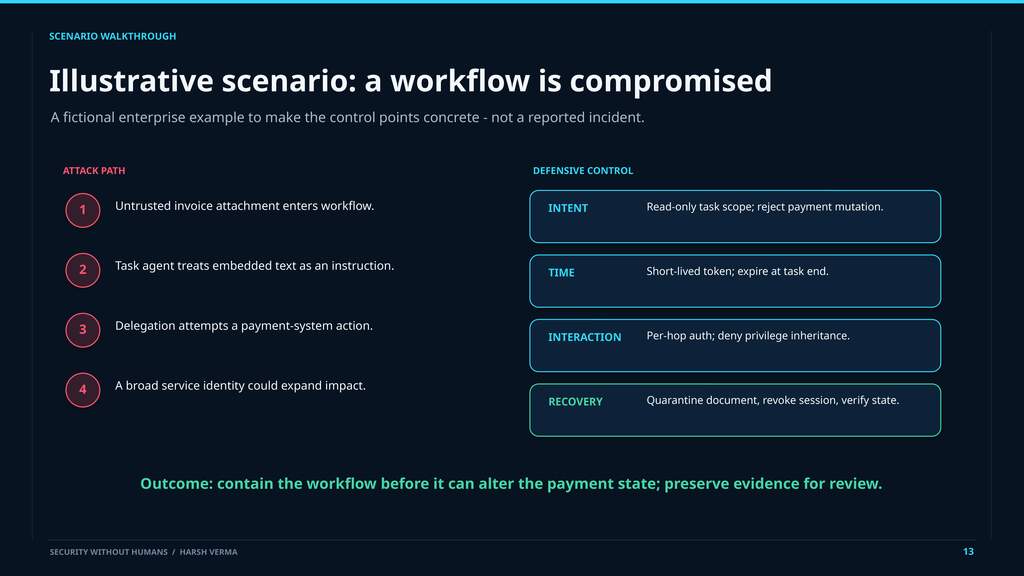 SCENARIO WALKTHROUGH
Illustrative scenario: a workflow is compromised
A fictional enterprise example to make the control points concrete - not a reported incident.
ATTACK PATH
1 Untrusted invoice attachment enters workflow.
2 Task agent treats embedded text as an instruction.
3 Delegation attempts a payment-system action.
4 A broad service identity could expand impact.
DEFENSIVE CONTROL
INTENT Read-only task scope; reject payment mutation.
TIME Short-lived token; expire at task end.
INTERACTION Per-hop auth; deny privilege inheritance.
RECOVERY Quarantine document, revoke session, verify state.
Outcome: contain the workflow before it can alter the payment state; preserve evidence for review.
SECURITY WITHOUT HUMANS / HARSH VERMA
13